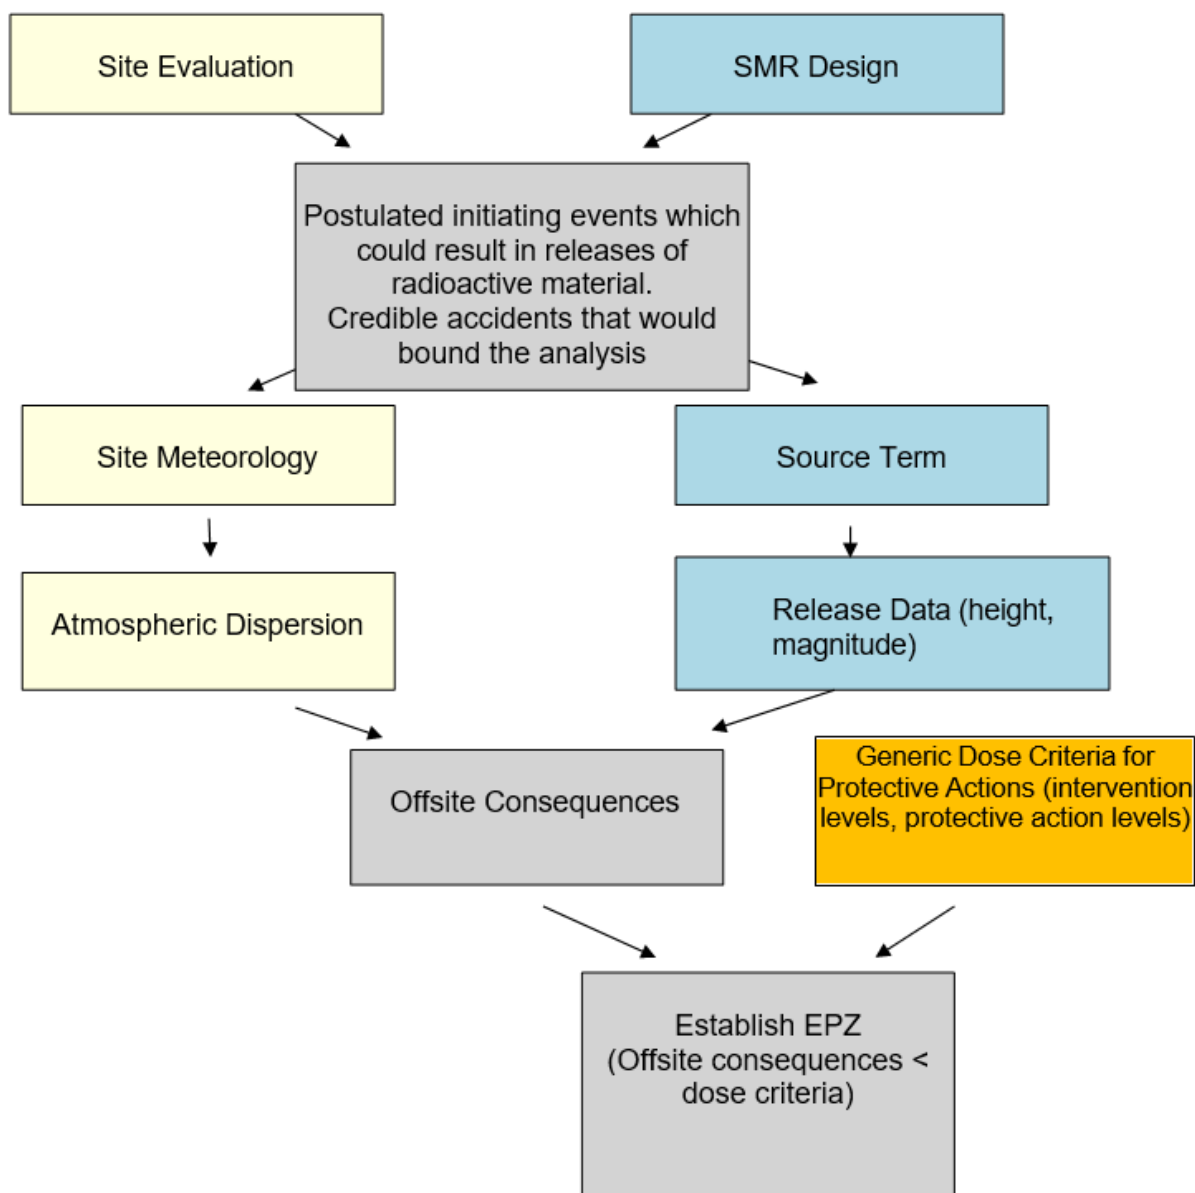 Site Evaluation
SMR Design
Postulated initiating events which
could result in releases of
radioactive material.
Credible accidents that would
bound the analysis
Site Meteorology
Source Term
Atmospheric Dispersion
Release Data (height,
magnitude)
Offsite Consequences
Generic Dose Criteria for
Protective Actions (intervention
levels, protective action levels)
Establish EPZ
(Offsite consequences <
dose criteria)